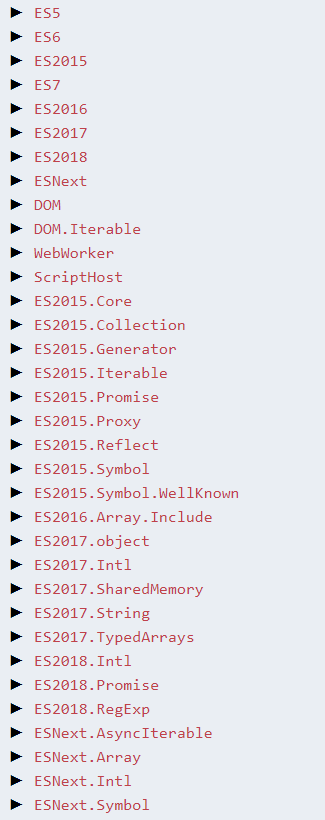 ES5
ES6
ES2015
ES7
ES2016
ES2017
ES2018
ESNext
DOM
DOM.Iterable
WebWorker
ScriptHost
ES2015.Core
ES2015.Collection
ES2015.Generator
ES2015.Iterable
ES2015.Promise
ES2015.Proxy
ES2015.Reflect
ES2015.Symbol
ES2015.Symbol.WellKnown
ES2016.Array.Include
ES2017.object
ES2017.Intl
ES2017.SharedMemory
ES2017.String
ES2017.TypedArrays
ES2018.Intl
ES2018.Promise
ES2018.RegExp
ESNext.AsyncIterable
ESNext.Array
ESNext.Intl
ESNext.Symbol